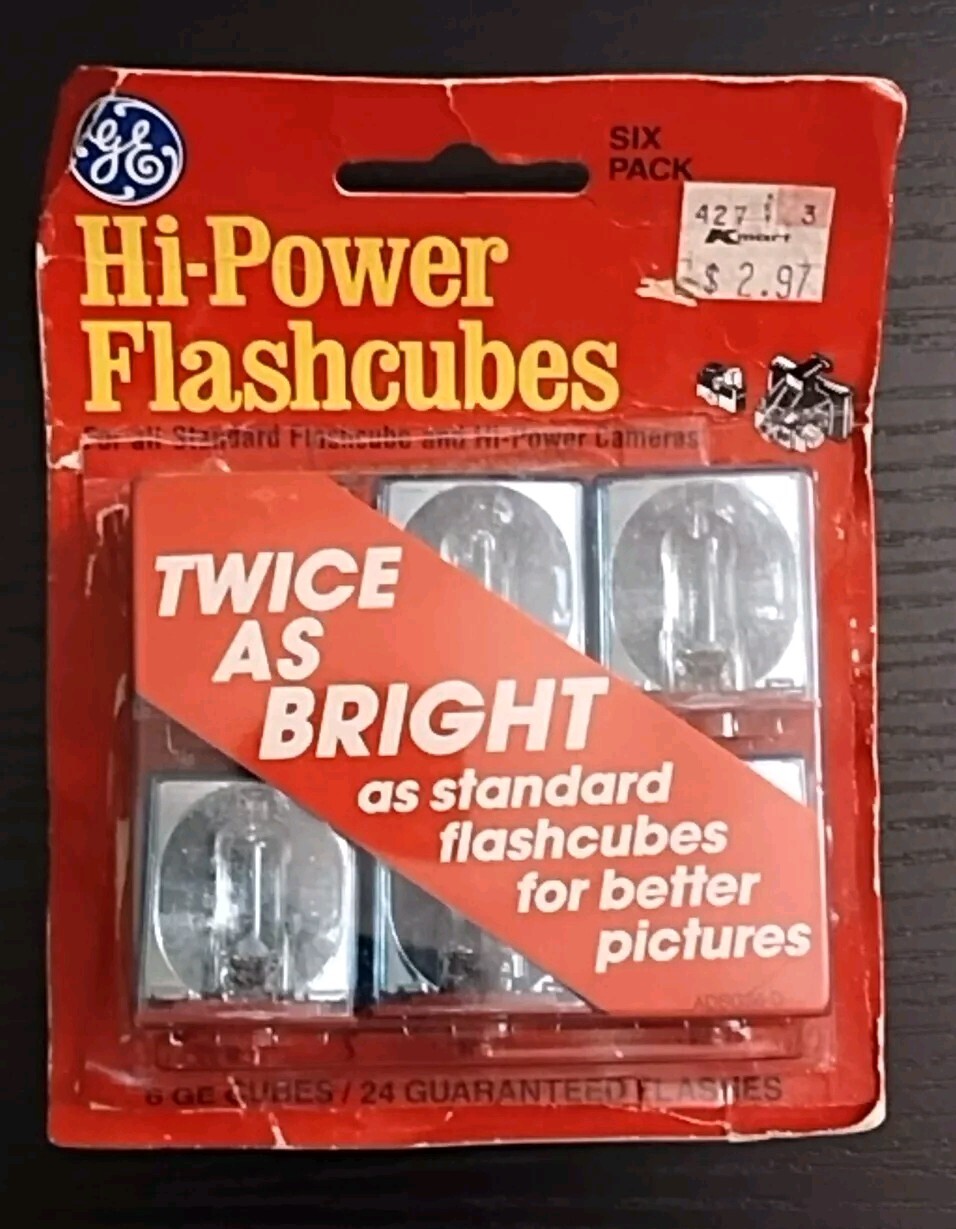 GE
SIX
PACK
427 3
Kmart
$ 2.97
Hi-Power
Flashcubes
For all Standard Flashcube and Hi-Power Cameras
TWICE
AS
BRIGHT
as standard
flashcubes
for better
pictures
6 GE CUBES / 24 GUARANTEED FLASHES